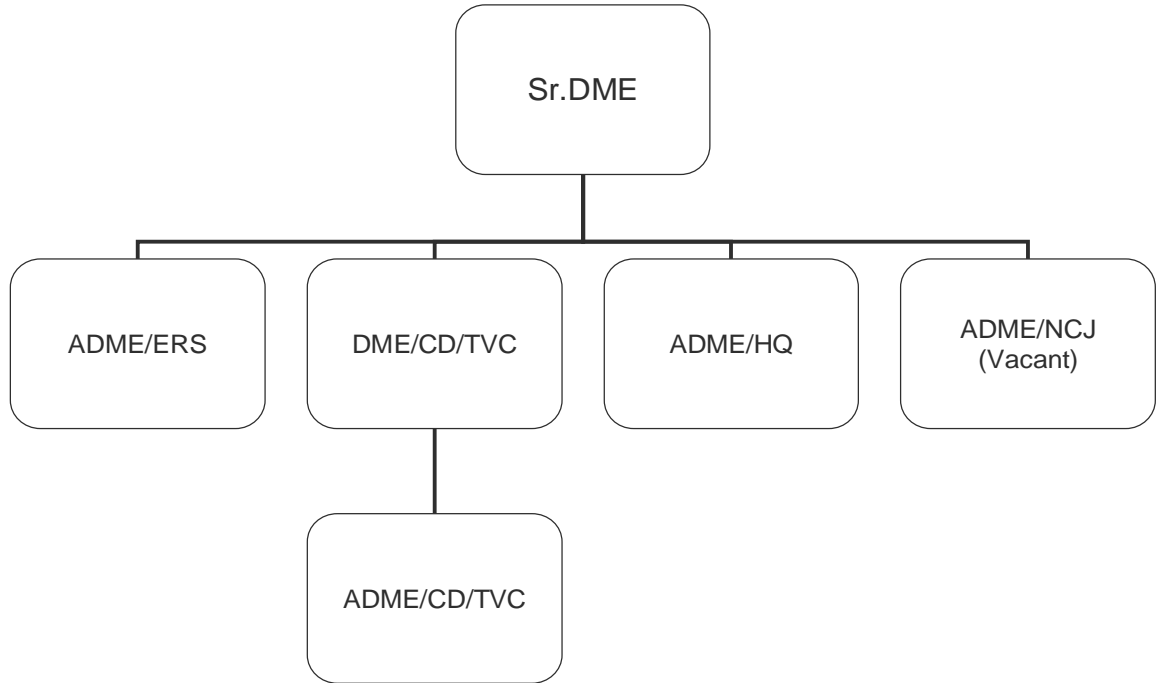 Sr.DME
ADME/ERS
DME/CD/TVC
ADME/HQ
ADME/NCJ
(Vacant)
ADME/CD/TVC